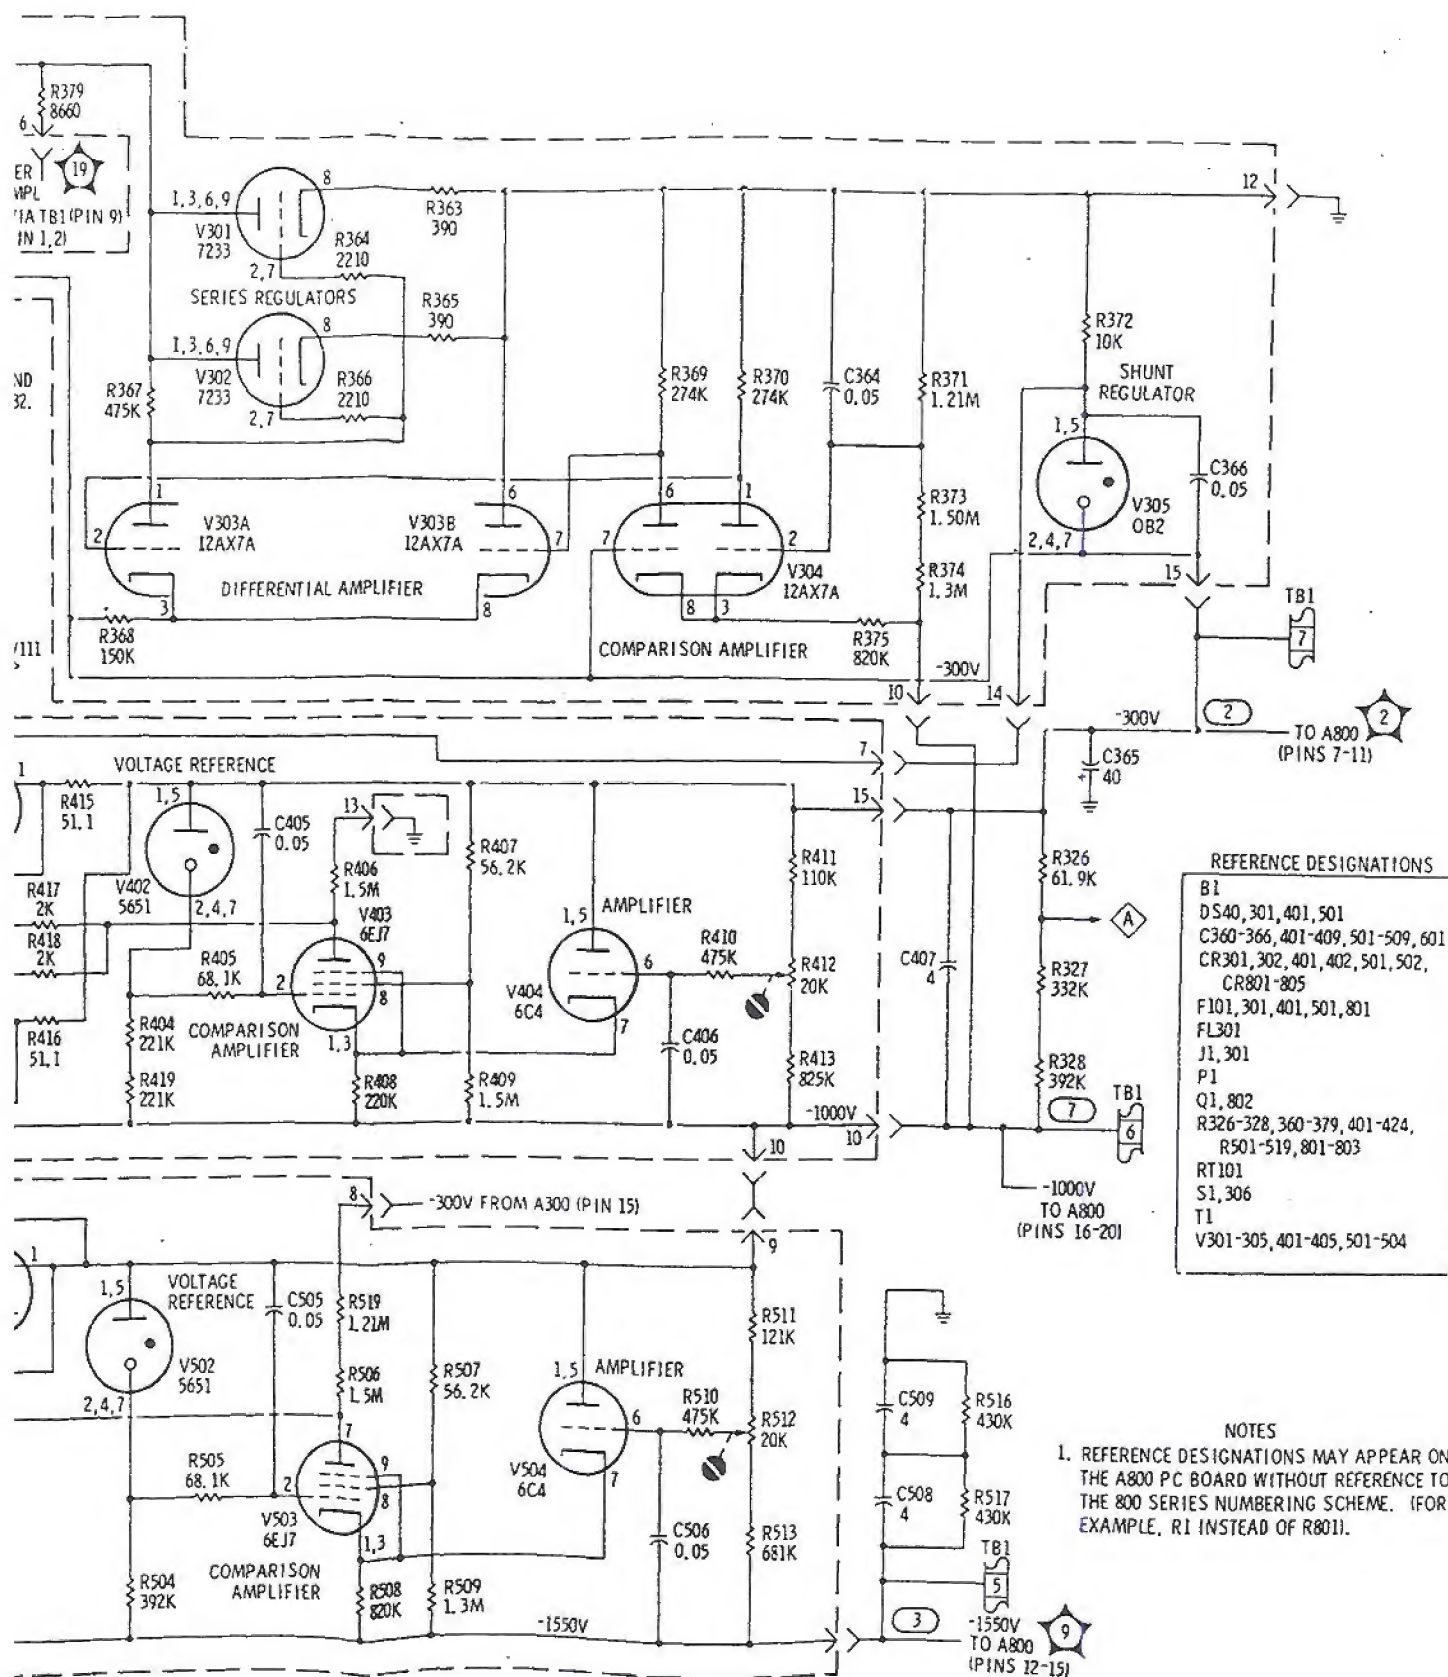 R379
8660
6
19
ER
MPL
VIA TB1 (PIN 9)
IN 1,2)
1,3,6,9
8
V301
7233
2,7
R363
390
R364
2210
12
SERIES REGULATORS
R365
390
1,3,6,9
8
V302
7233
2,7
R366
2210
ND
32.
R367
475K
R369
274K
R370
274K
C364
0.05
R371
1.21M
R372
10K
SHUNT
REGULATOR
1,5
C366
0.05
V305
OB2
2,4,7
15
1
V303A
12AX7A
2
6
V303B
12AX7A
7
DIFFERENTIAL AMPLIFIER
3
8
6
1
7
2
V304
12AX7A
8
3
R373
1.50M
R374
1.3M
R368
150K
V111
COMPARISON AMPLIFIER
R375
820K
-300V
10
14
TB1
7
-300V
2
TO A800
(PINS 7-11)
2
C365
40
7
15
1
VOLTAGE REFERENCE
R415
51.1
1,5
C405
0.05
13
R406
1.5M
R407
56.2K
V402
5651
2,4,7
R417
2K
R418
2K
V403
6EJ7
R405
68.1K
2
9
8
1,3
R416
51.1
R404
221K
COMPARISON
AMPLIFIER
R419
221K
R408
220K
R409
1.5M
AMPLIFIER
1,5
V404
6C4
6
7
R410
475K
C406
0.05
R411
110K
R412
20K
R413
825K
C407
4
R326
61.9K
A
R327
332K
R328
392K
-1000V
10
10
7
TB1
6
-1000V
TO A800
(PINS 16-20)
REFERENCE DESIGNATIONS
B1
DS40,301,401,501
C360-366,401-409,501-509,601
CR301,302,401,402,501,502,
CR801-805
F101,301,401,501,801
FL301
J1,301
P1
Q1,802
R326-328,360-379,401-424,
R501-519,801-803
RT101
S1,306
T1
V301-305,401-405,501-504
8
-300V FROM A300 (PIN 15)
9
1
VOLTAGE
REFERENCE
1,5
C505
0.05
R519
1.21M
R506
1.5M
R507
56.2K
V502
5651
2,4,7
7
R505
68.1K
2
9
8
V503
6EJ7
1,3
COMPARISON
AMPLIFIER
R504
392K
R508
820K
R509
1.3M
1,5
AMPLIFIER
V504
6C4
6
7
R510
475K
C506
0.05
R511
121K
R512
20K
R513
681K
-1550V
C509
4
R516
430K
C508
4
R517
430K
TB1
5
3
-1550V
TO A800
(PINS 12-15)
9
NOTES
1. REFERENCE DESIGNATIONS MAY APPEAR ON
THE A800 PC BOARD WITHOUT REFERENCE TO
THE 800 SERIES NUMBERING SCHEME. (FOR
EXAMPLE, R1 INSTEAD OF R801).